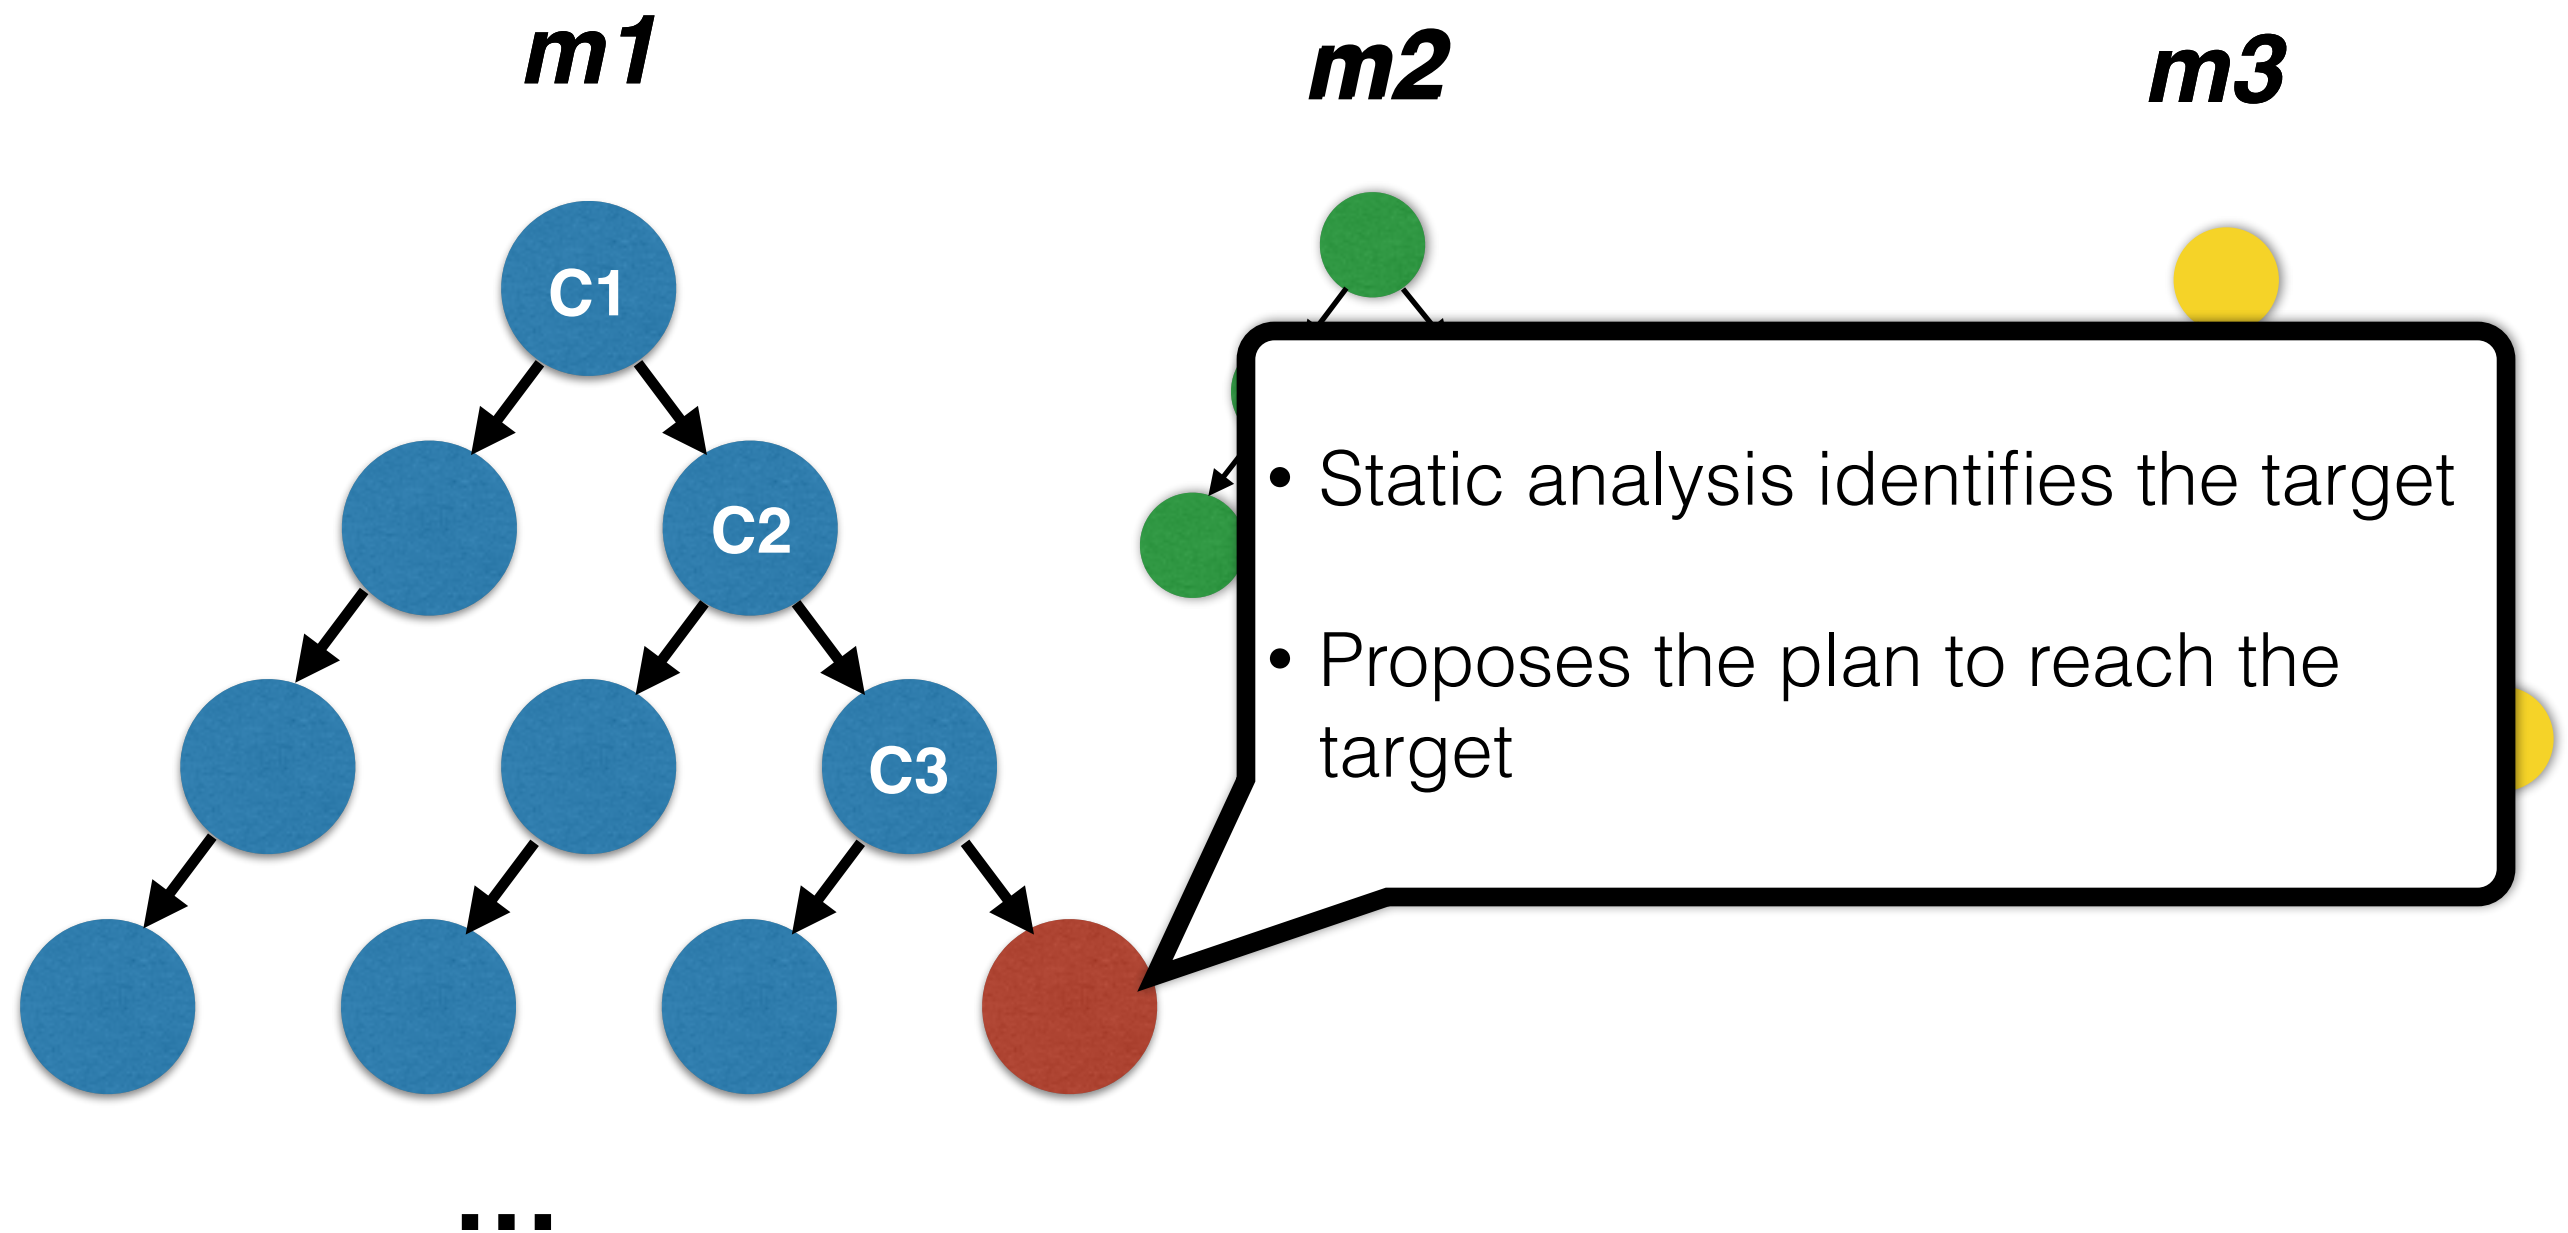 m1
m2
m3
C1
C2
C3
• Static analysis identifies the target
• Proposes the plan to reach the
target
...